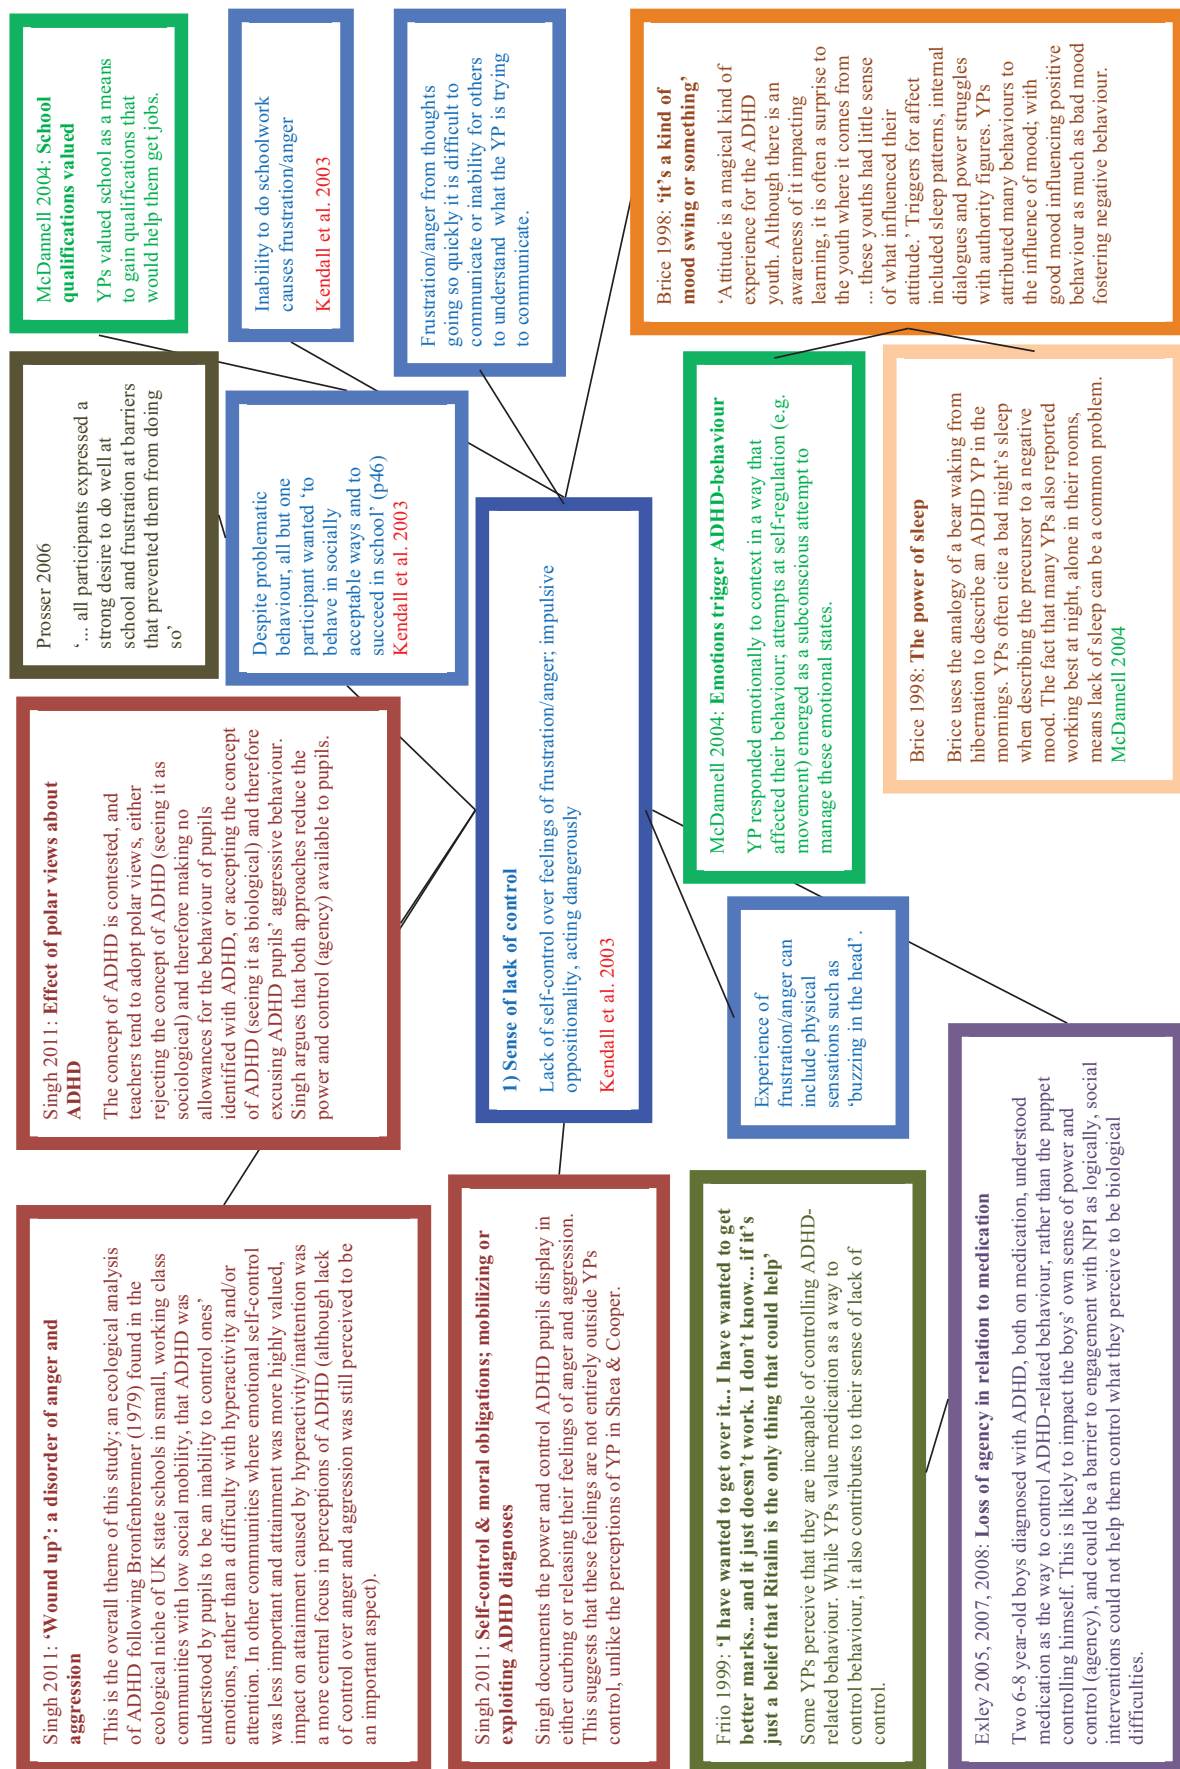 Singh 2011: ‘Wound up’: a disorder of anger and
aggression
This is the overall theme of this study; an ecological analysis
of ADHD following Bronfenbrenner (1979) found in the
ecological niche of UK state schools in small, working class
communities with low social mobility, that ADHD was
understood by pupils to be an inability to control ones’
emotions, rather than a difficulty with hyperactivity and/or
attention. In other communities where emotional self-control
was less important and attainment was more highly valued,
impact on attainment caused by hyperactivity/inattention was
a more central focus in perceptions of ADHD (although lack
of control over anger and aggression was still perceived to be
an important aspect).
Singh 2011: Effect of polar views about
ADHD
The concept of ADHD is contested, and
teachers tend to adopt polar views, either
rejecting the concept of ADHD (seeing it as
sociological) and therefore making no
allowances for the behaviour of pupils
identified with ADHD, or accepting the concept
of ADHD (seeing it as biological) and therefore
excusing ADHD pupils’ aggressive behaviour.
Singh argues that both approaches reduce the
power and control (agency) available to pupils.
Prosser 2006
‘... all participants expressed a
strong desire to do well at
school and frustration at barriers
that prevented them from doing
so’
McDannell 2004: School
qualifications valued
YPs valued school as a means
to gain qualifications that
would help them get jobs.
Despite problematic
behaviour, all but one
participant wanted ‘to
behave in socially
acceptable ways and to
succeed in school’ (p46)
Kendall et al. 2003
Inability to do schoolwork
causes frustration/anger
Kendall et al. 2003
Frustration/anger from thoughts
going so quickly it is difficult to
communicate or inability for others
to understand what the YP is trying
to communicate.
Singh 2011: Self-control & moral obligations; mobilizing or
exploiting ADHD diagnoses
Singh documents the power and control ADHD pupils display in
either curbing or releasing their feelings of anger and aggression.
This suggests that these feelings are not entirely outside YPs
control, unlike the perceptions of YP in Shea & Cooper.
1) Sense of lack of control
Lack of self-control over feelings of frustration/anger; impulsive
oppositionality, acting dangerously
Kendall et al. 2003
Friio 1999: ‘I have wanted to get over it... I have wanted to get
better marks... and it just doesn’t work. I don’t know... if it’s
just a belief that Ritalin is the only thing that could help’
Some YPs perceive that they are incapable of controlling ADHD-
related behaviour. While YPs value medication as a way to
control behaviour, it also contributes to their sense of lack of
control.
Experience of
frustration/anger can
include physical
sensations such as
‘buzzing in the head’.
McDannell 2004: Emotions trigger ADHD-behaviour
YP responded emotionally to context in a way that
affected their behaviour; attempts at self-regulation (e.g.
movement) emerged as a subconscious attempt to
manage these emotional states.
Brice 1998: ‘it’s a kind of
mood swing or something’
‘Attitude is a magical kind of
experience for the ADHD
youth. Although there is an
awareness of it impacting
learning, it is often a surprise to
the youth where it comes from
... these youths had little sense
of what influenced their
attitude.’ Triggers for affect
included sleep patterns, internal
dialogues and power struggles
with authority figures. YPs
attributed many behaviours to
the influence of mood; with
good mood influencing positive
behaviour as much as bad mood
fostering negative behaviour.
Exley 2005, 2007, 2008: Loss of agency in relation to medication
Two 6-8 year-old boys diagnosed with ADHD, both on medication, understood
medication as the way to control ADHD-related behaviour, rather than the puppet
controlling himself. This is likely to impact the boys’ own sense of power and
control (agency), and could be a barrier to engagement with NPI as logically, social
interventions could not help them control what they perceive to be biological
difficulties.
Brice 1998: The power of sleep
Brice uses the analogy of a bear waking from
hibernation to describe an ADHD YP in the
mornings. YPs often cite a bad night’s sleep
when describing the precursor to a negative
mood. The fact that many YPs also reported
working best at night, alone in their rooms,
means lack of sleep can be a common problem.
McDannell 2004